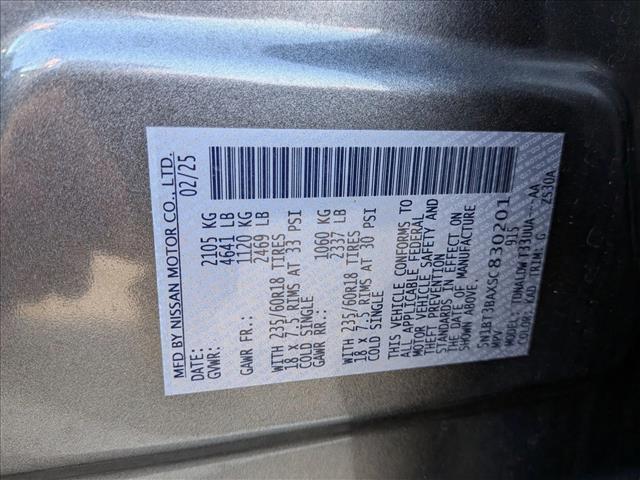 MFD BY NISSAN MOTOR CO., LTD.
DATE: 02/25
GVWR: 2105 KG
4641 LB
GAWR FR.: 1120 KG
2469 LB
WITH 235/60R18 TIRES
18 X 7.5 RIMS AT 33 PSI
COLD SINGLE
GAWR RR.: 1060 KG
2337 LB
WITH 235/60R18 TIRES
18 X 7.5 RIMS AT 30 PSI
COLD SINGLE
THIS VEHICLE CONFORMS TO
ALL APPLICABLE FEDERAL
MOTOR VEHICLE SAFETY AND
THEFT PREVENTION
STANDARDS IN EFFECT ON
THE DATE OF MANUFACTURE
SHOWN ABOVE.
5N1BT3BAXSC830201
MPV 915
MODEL: TUNALDW T33UUA---AA
COLOR: KAD TRIM: G ZS30A